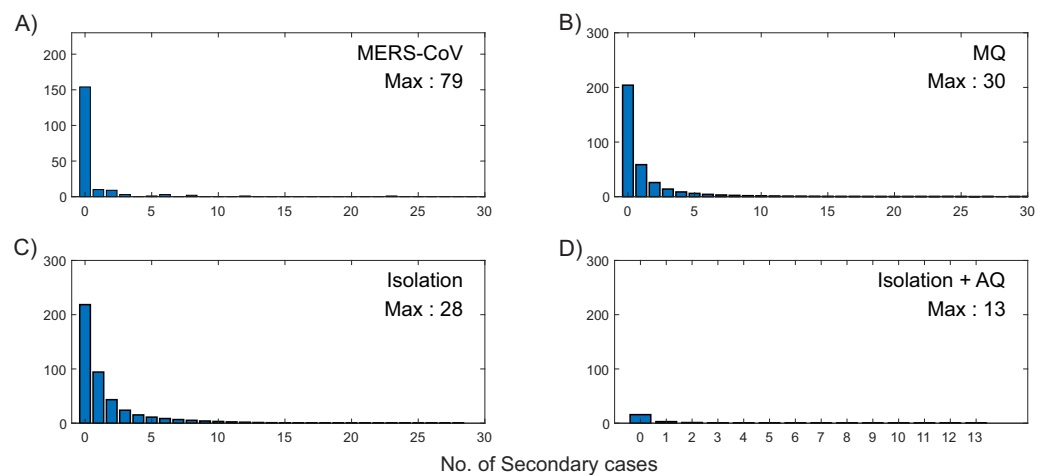 A)
MERS-CoV
Max : 79
200
150
100
50
0
0 5 10 15 20 25 30
B)
MQ
Max : 30
300
200
100
0
0 5 10 15 20 25 30
C)
Isolation
Max : 28
300
200
100
0
0 5 10 15 20 25 30
D)
Isolation + AQ
Max : 13
300
200
100
0
0 1 2 3 4 5 6 7 8 9 10 11 12 13
No. of Secondary cases